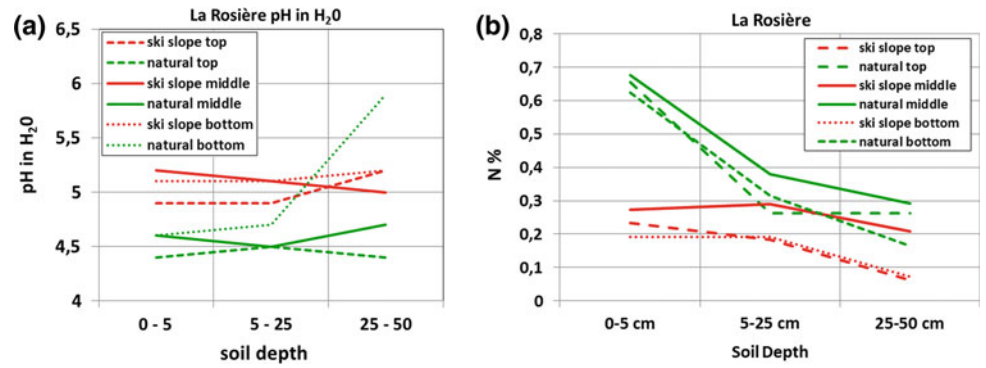 (a)
La Rosière pH in H₂0
6,5
6
5,5
5
4,5
4
pH in H₂0
ski slope top
natural top
ski slope middle
natural middle
ski slope bottom
natural bottom
0 - 5
5 - 25
25 - 50
soil depth
(b)
La Rosière
0,8
0,7
0,6
0,5
0,4
0,3
0,2
0,1
0
N %
ski slope top
natural top
ski slope middle
natural middle
ski slope bottom
natural bottom
0-5 cm
5-25 cm
25-50 cm
Soil Depth